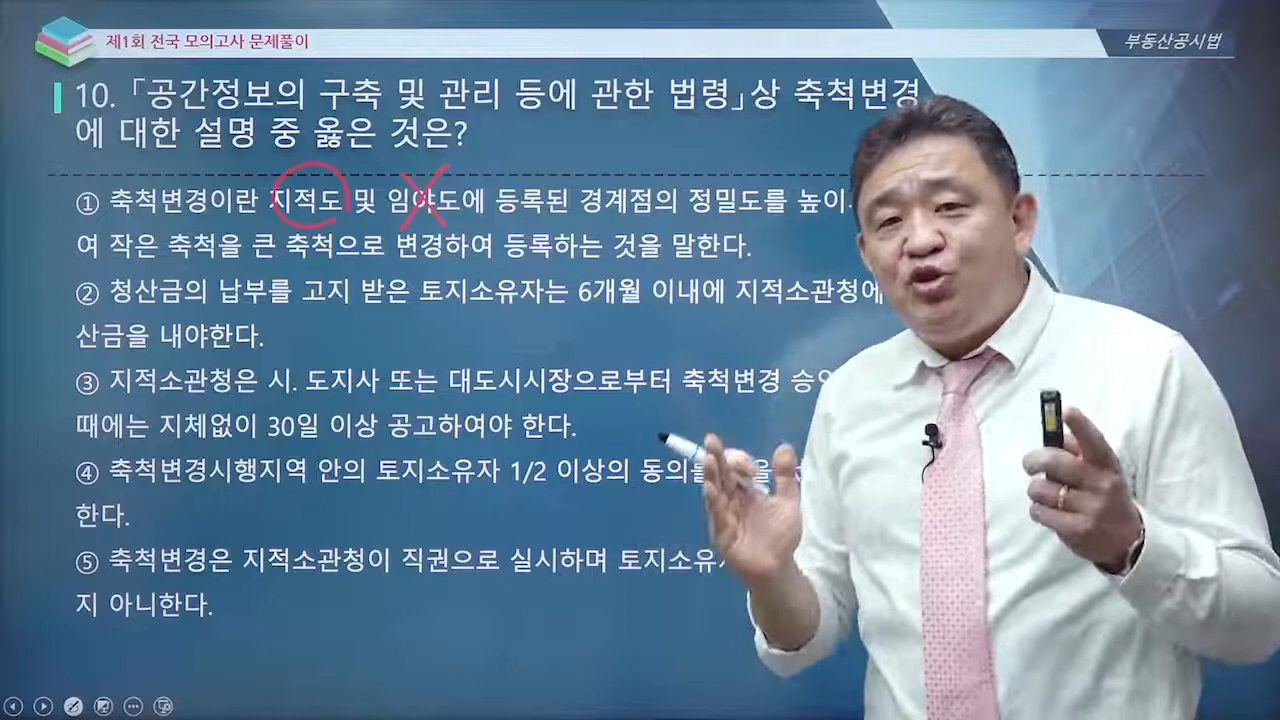 제1회 전국 모의고사 문제풀이
부동산공시법
10. 「공간정보의 구축 및 관리 등에 관한 법령」상 축척변경
에 대한 설명 중 옳은 것은?
① 축척변경이란 지적도 및 임야도에 등록된 경계점의 정밀도를 높이
여 작은 축척을 큰 축척으로 변경하여 등록하는 것을 말한다.
② 청산금의 납부를 고지 받은 토지소유자는 6개월 이내에 지적소관청에
산금을 내야한다.
③ 지적소관청은 시. 도지사 또는 대도시시장으로부터 축척변경
때에는 지체없이 30일 이상 공고하여야 한다.
④ 축척변경시행지역 안의 토지소유자 1/2 이상의
한다.
⑤ 축척변경은 지적소관청이 직권으로 실시하며
지 아니한다.